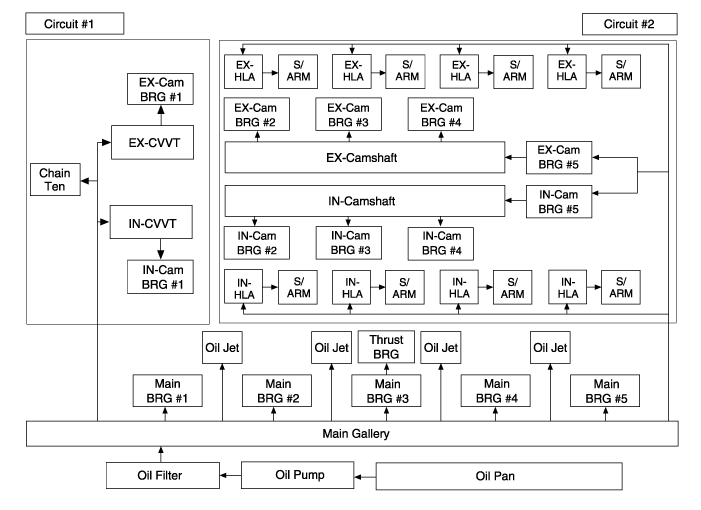 Circuit #1
Circuit #2
EX-
HLA
S/
ARM
EX-
HLA
S/
ARM
EX-
HLA
S/
ARM
EX-
HLA
S/
ARM
EX-Cam
BRG #1
EX-Cam
BRG #2
EX-Cam
BRG #3
EX-Cam
BRG #4
EX-CVVT
EX-Camshaft
EX-Cam
BRG #5
Chain
Ten
IN-Camshaft
IN-Cam
BRG #5
IN-CVVT
IN-Cam
BRG #2
IN-Cam
BRG #3
IN-Cam
BRG #4
IN-Cam
BRG #1
IN-
HLA
S/
ARM
IN-
HLA
S/
ARM
IN-
HLA
S/
ARM
IN-
HLA
S/
ARM
Oil Jet
Oil Jet
Thrust
BRG
Oil Jet
Oil Jet
Main
BRG #1
Main
BRG #2
Main
BRG #3
Main
BRG #4
Main
BRG #5
Main Gallery
Oil Filter
Oil Pump
Oil Pan